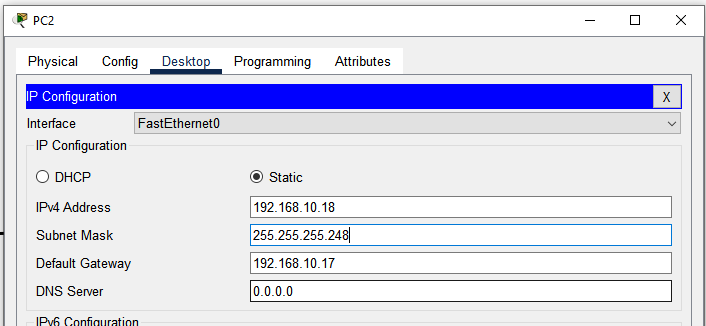 PC2
Physical Config Desktop Programming Attributes
IP Configuration X
Interface FastEthernet0
IP Configuration
DHCP Static
IPv4 Address 192.168.10.18
Subnet Mask 255.255.255.248
Default Gateway 192.168.10.17
DNS Server 0.0.0.0
IPv6 Configuration